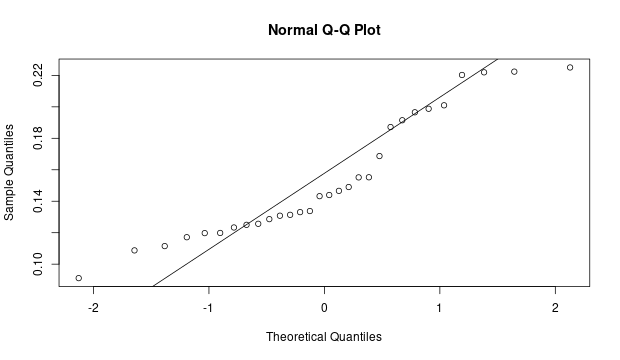 Normal Q-Q Plot
0.22
0.18
0.14
0.10
Sample Quantiles
-2 -1 0 1 2
Theoretical Quantiles